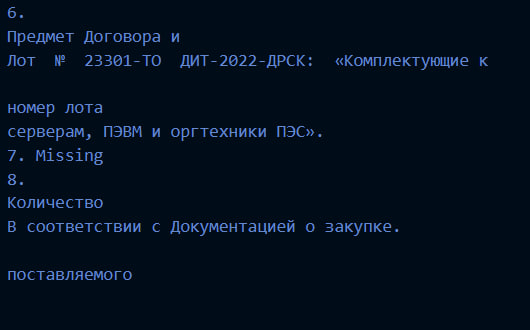 6.
Предмет Договора и
Лот № 23301-ТО ДИТ-2022-ДРСК: «Комплектующие к
номер лота
серверам, ПЭВМ и оргтехники ПЭС».
7. Missing
8.
Количество
В соответствии с Документацией о закупке.
поставляемого